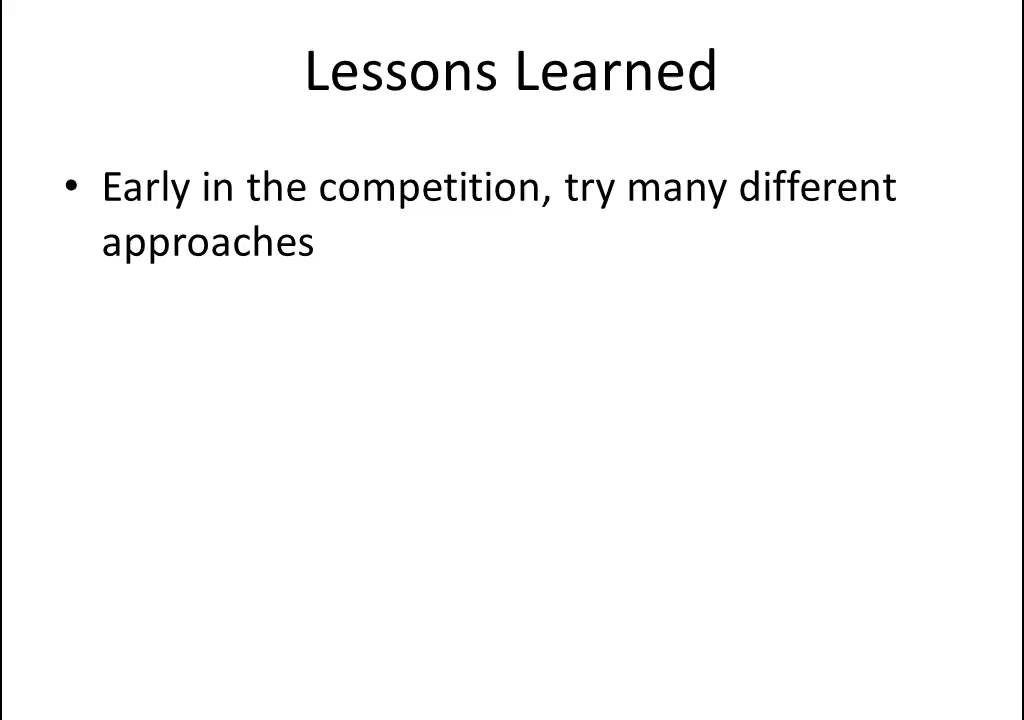 Lessons Learned
• Early in the competition, try many different
approaches